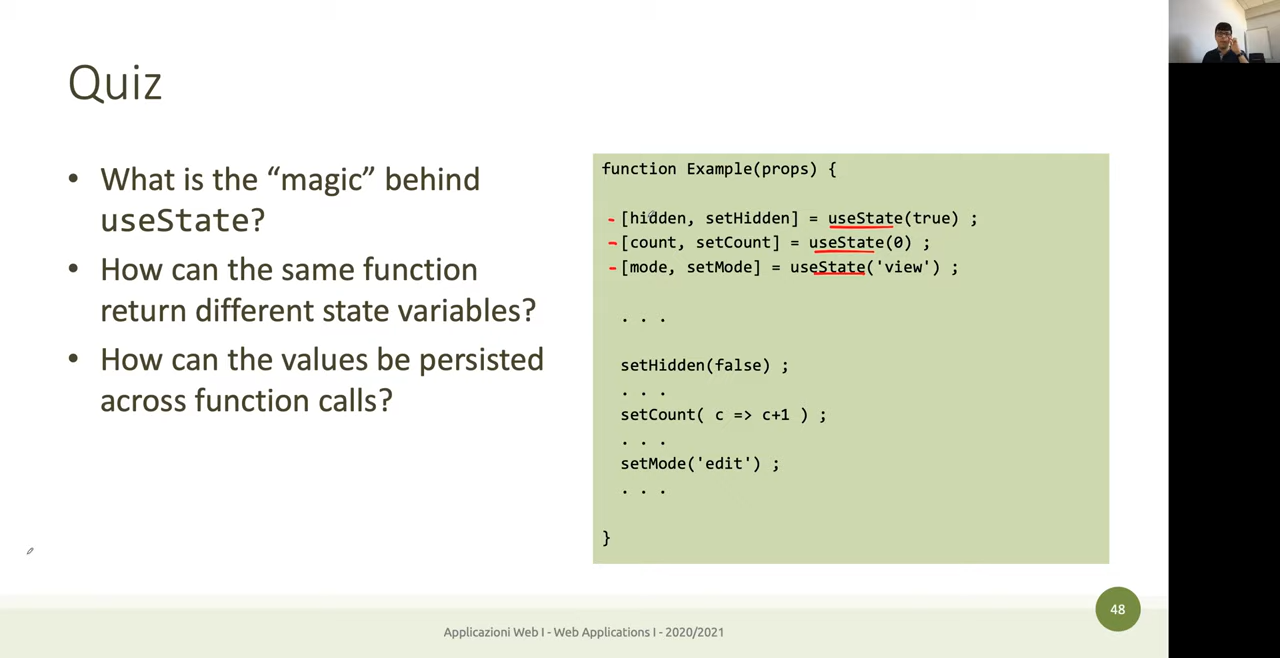 Quiz
• What is the “magic” behind
useState?
• How can the same function
return different state variables?
• How can the values be persisted
across function calls?
function Example(props) {
[hidden, setHidden] = useState(true) ;
[count, setCount] = useState(0) ;
[mode, setMode] = useState('view') ;
. . .
setHidden(false) ;
. . .
setCount( c => c+1 ) ;
. . .
setMode('edit') ;
. . .
}
48
Applicazioni Web I - Web Applications I - 2020/2021